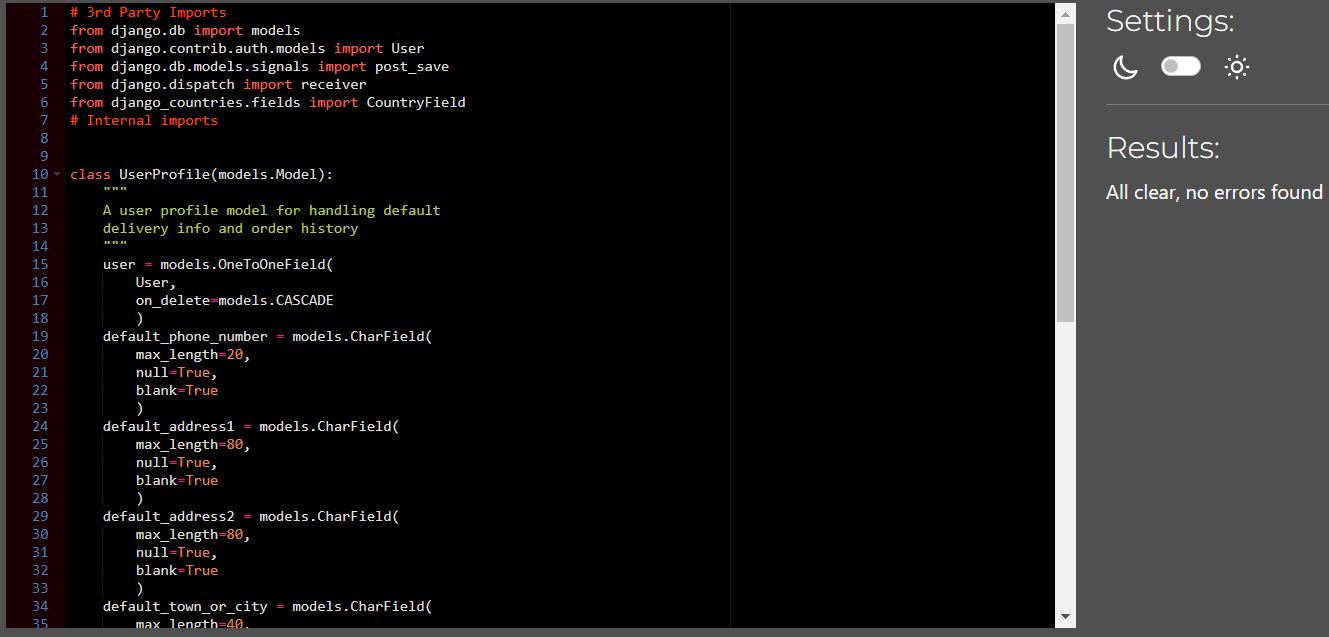 1 # 3rd Party Imports
2 from django.db import models
3 from django.contrib.auth.models import User
4 from django.db.models.signals import post_save
5 from django.dispatch import receiver
6 from django_countries.fields import CountryField
7 # Internal imports
8
9
10 class UserProfile(models.Model):
11     """
12     A user profile model for handling default
13     delivery info and order history
14     """
15     user = models.OneToOneField(
16         User,
17         on_delete=models.CASCADE
18         )
19     default_phone_number = models.CharField(
20         max_length=20,
21         null=True,
22         blank=True
23         )
24     default_address1 = models.CharField(
25         max_length=80,
26         null=True,
27         blank=True
28         )
29     default_address2 = models.CharField(
30         max_length=80,
31         null=True,
32         blank=True
33         )
34     default_town_or_city = models.CharField(
35         max_length=40,
Settings:
Results:
All clear, no errors found